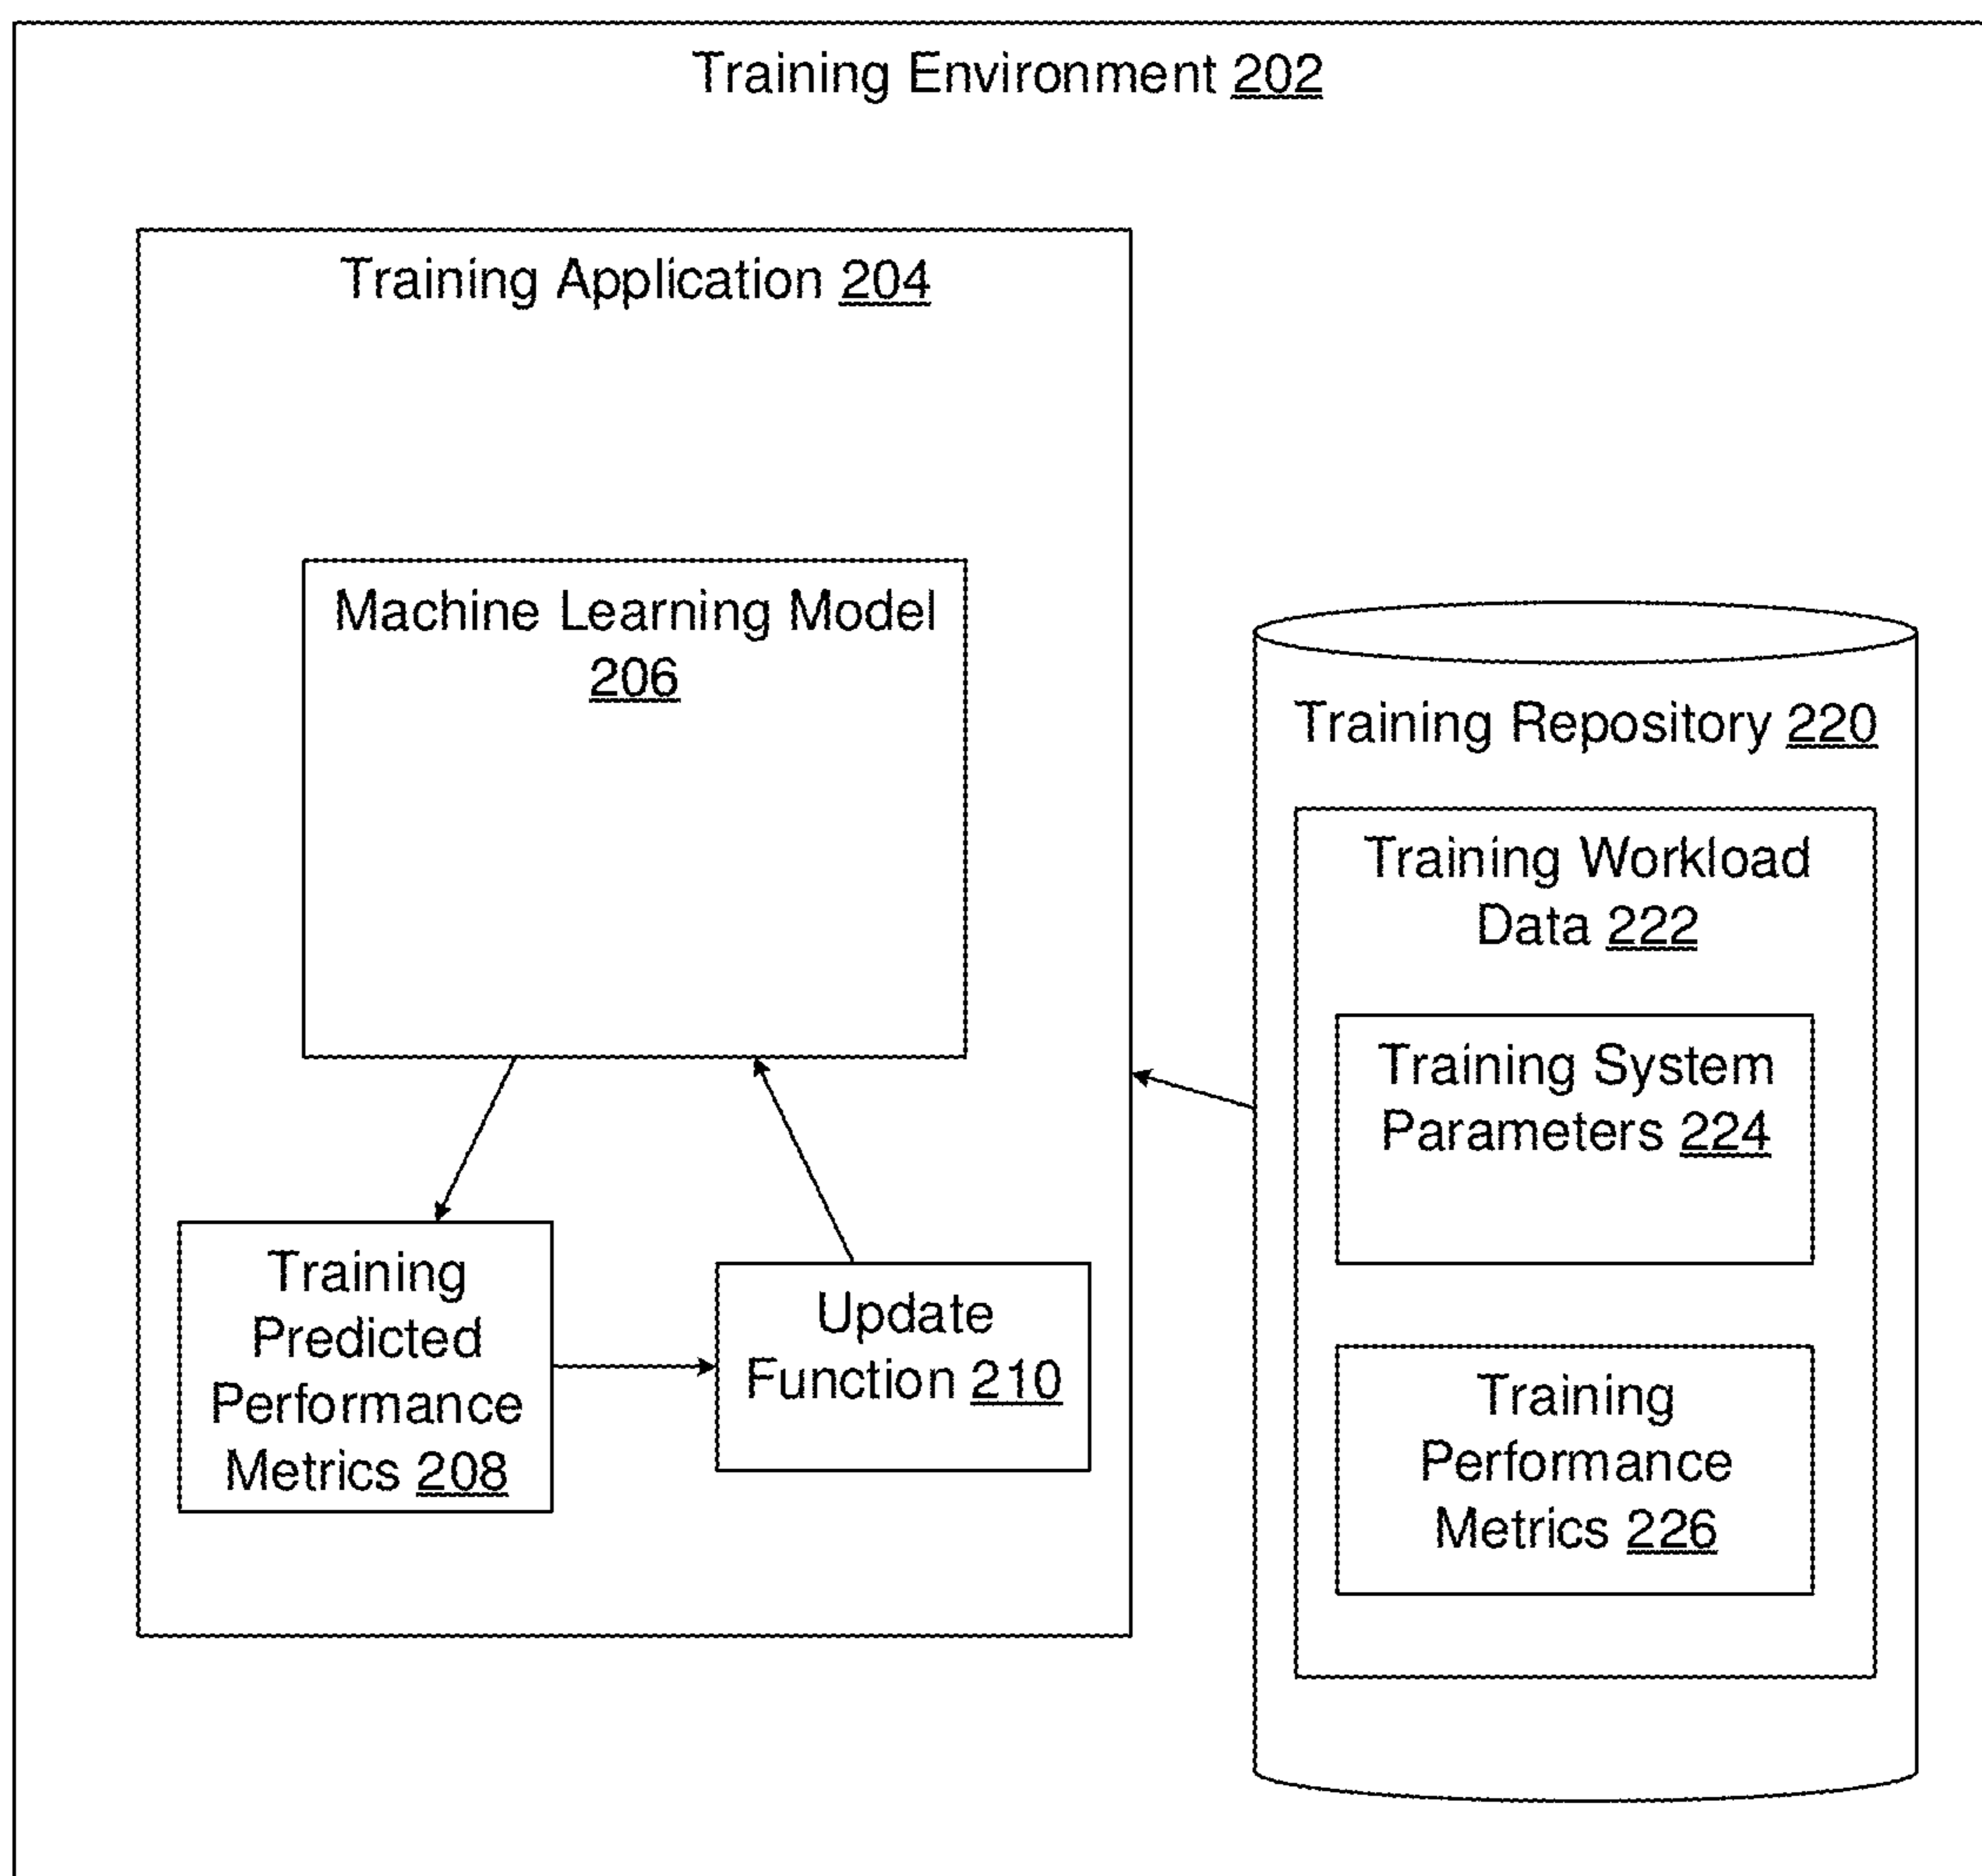 Training Environment 202
Training Application 204
Machine Learning Model
206
Training
Predicted
Performance
Metrics 208
Update
Function 210
Training Repository 220
Training Workload
Data 222
Training System
Parameters 224
Training
Performance
Metrics 226